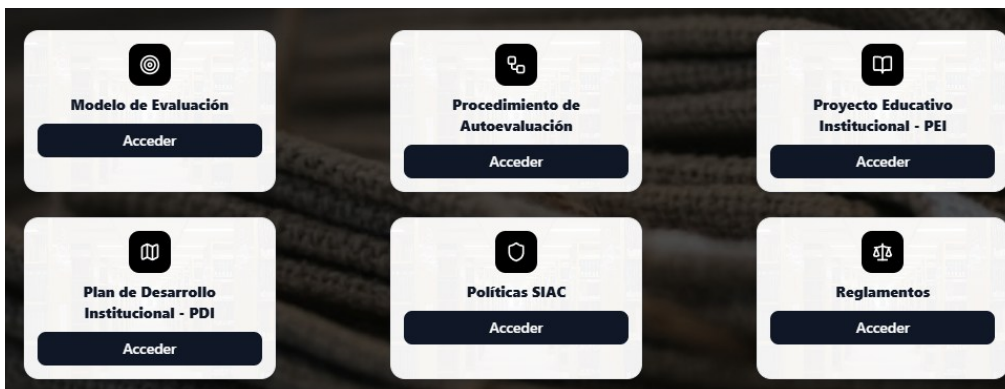 Modelo de Evaluación
Acceder
Procedimiento de
Autoevaluación
Acceder
Proyecto Educativo
Institucional - PEI
Acceder
Plan de Desarrollo
Institucional - PDI
Acceder
Políticas SIAC
Acceder
Reglamentos
Acceder